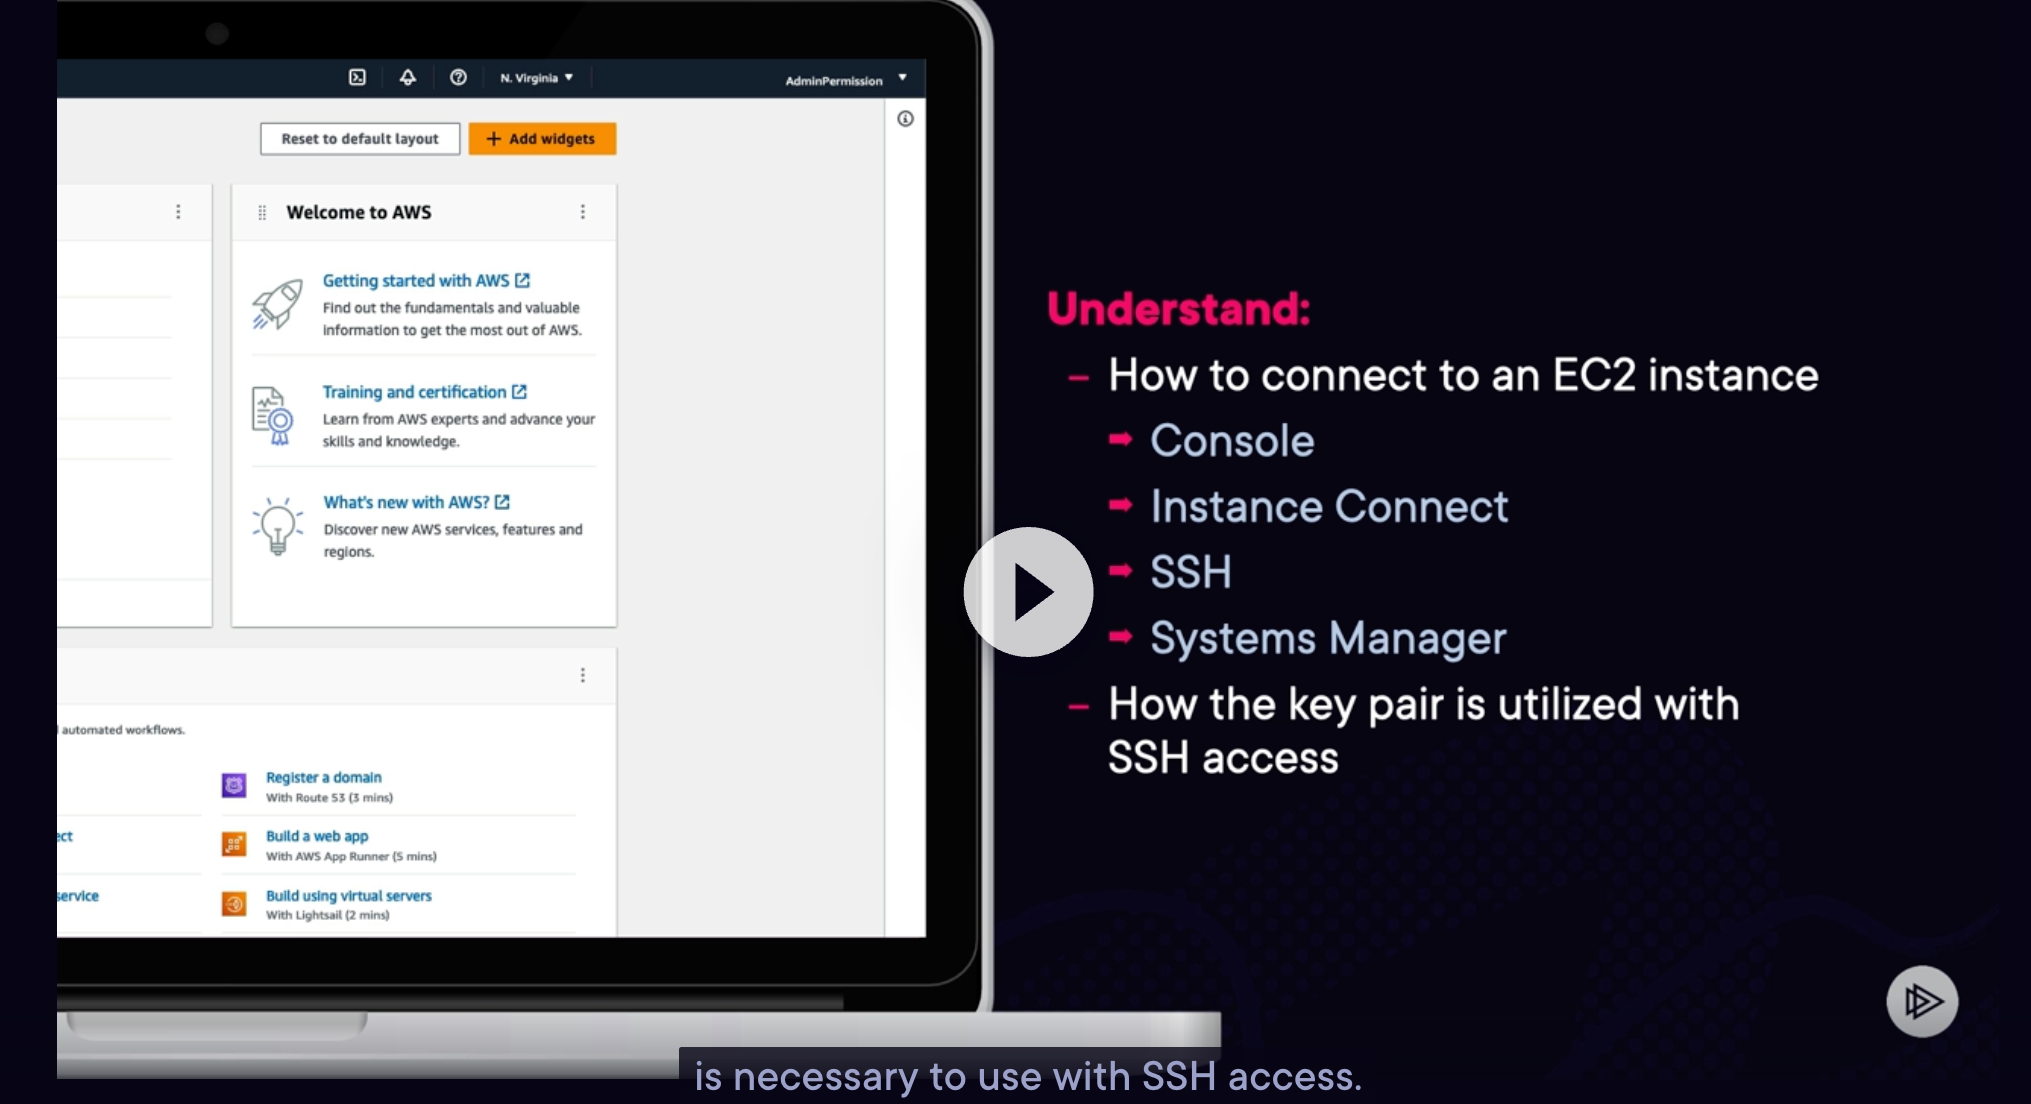 N. Virginia
AdminPermission
Reset to default layout
+ Add widgets
Welcome to AWS
Getting started with AWS
Find out the fundamentals and valuable
information to get the most out of AWS.
Training and certification
Learn from AWS experts and advance your
skills and knowledge.
What's new with AWS?
Discover new AWS services, features and
regions.
automated workflows.
Register a domain
With Route 53 (3 mins)
ect
Build a web app
With AWS App Runner (5 mins)
service
Build using virtual servers
With Lightsail (2 mins)
Understand:
– How to connect to an EC2 instance
➡ Console
➡ Instance Connect
➡ SSH
➡ Systems Manager
– How the key pair is utilized with
SSH access
is necessary to use with SSH access.